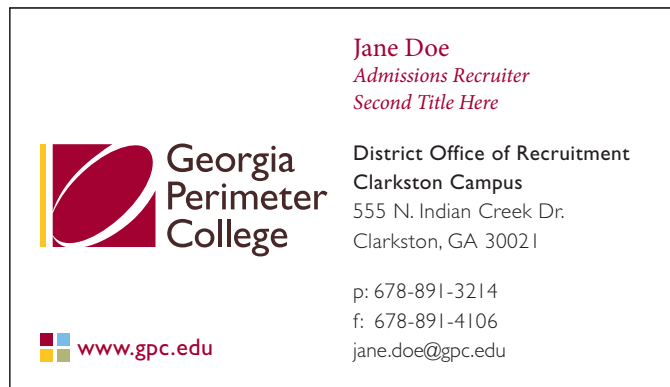 Jane Doe
Admissions Recruiter
Second Title Here
Georgia
Perimeter
College
District Office of Recruitment
Clarkston Campus
555 N. Indian Creek Dr.
Clarkston, GA 30021
p: 678-891-3214
f: 678-891-4106
jane.doe@gpc.edu
www.gpc.edu